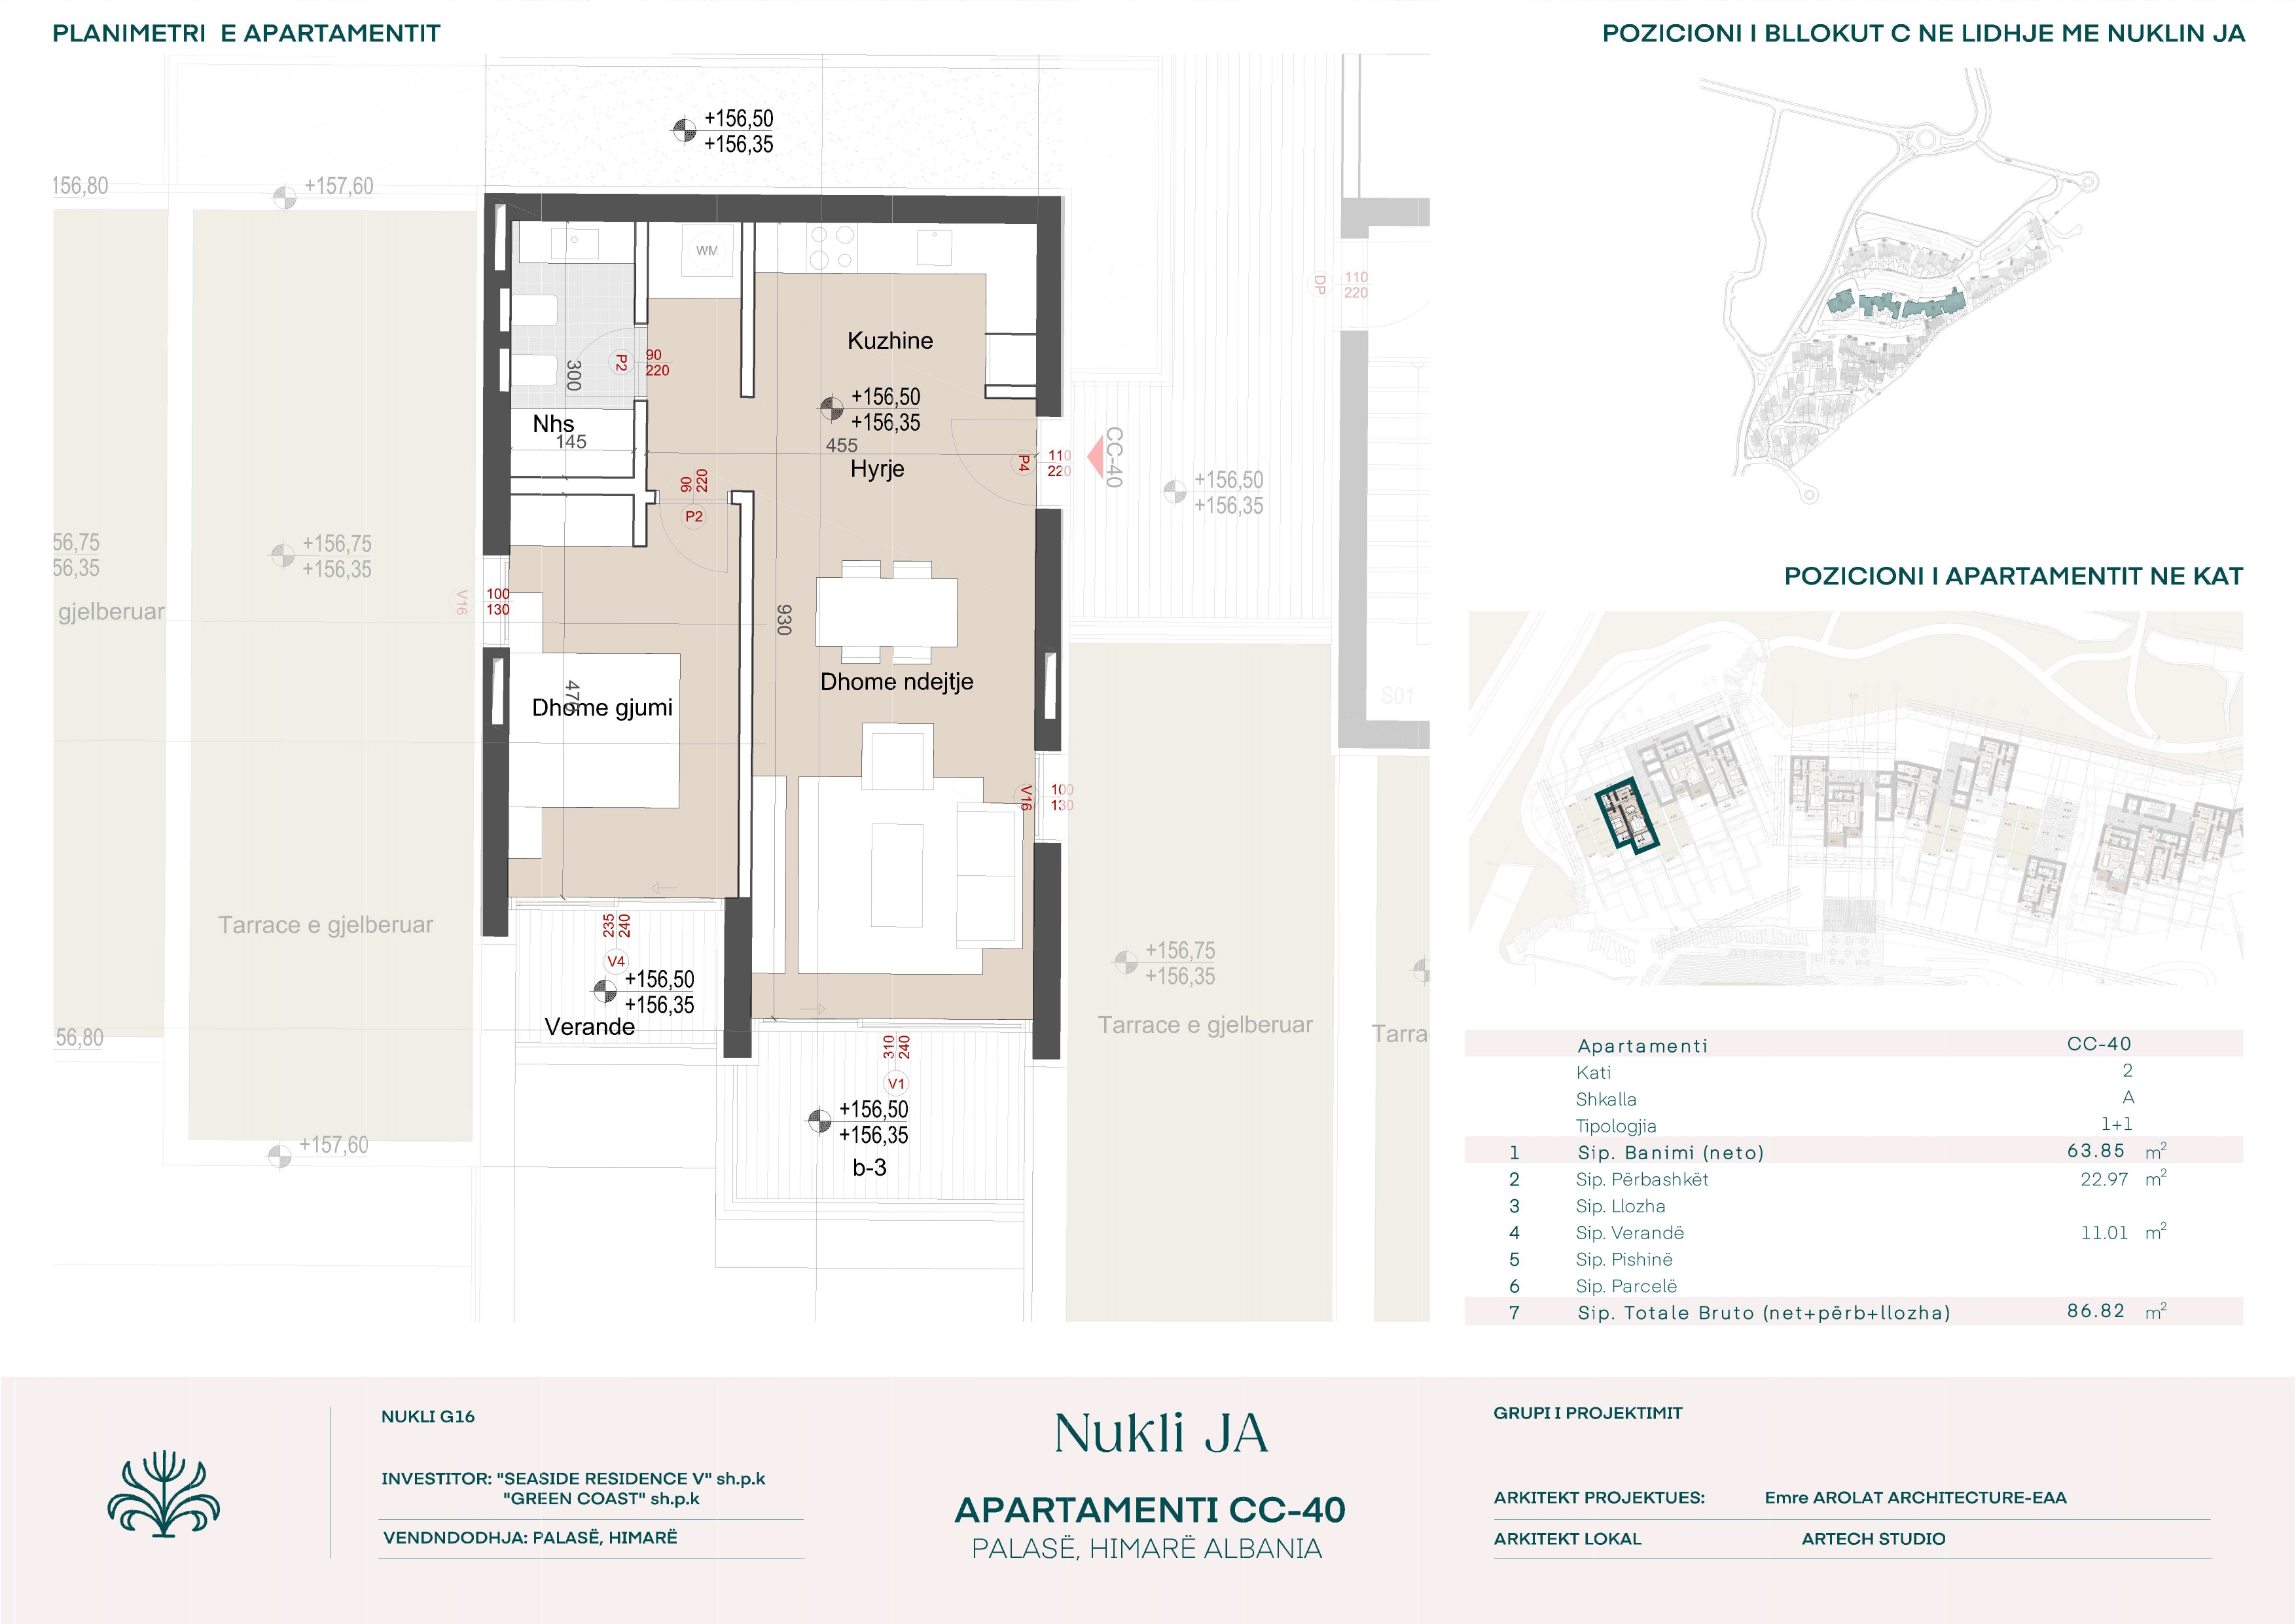 PLANIMETRI E APARTAMENTIT
POZICIONI I BLLOKUT C NE LIDHJE ME NUKLIN JA
+156,50
+156,35
156,80
+157,60
WM
Kuzhine
DP
110
220
P2
90
220
300
+156,50
+156,35
Nhs
145
455
Hyrje
P4
110
220
CC-40
90
220
P2
+156,50
+156,35
56,75
56,35
+156,75
+156,35
gjelberuar
V16
100
130
930
Dhome ndejtje
470
Dhome gjumi
S01
V16
100
130
Tarrace e gjelberuar
235
240
V4
+156,50
+156,35
Verande
+156,75
+156,35
Tarrace e gjelberuar
Tarra
56,80
310
240
V1
+156,50
+156,35
b-3
+157,60
POZICIONI I APARTAMENTIT NE KAT
Apartamenti CC-40
Kati 2
Shkalla A
Tipologjia 1+1
1 Sip. Banimi (neto) 63.85 m²
2 Sip. Përbashkët 22.97 m²
3 Sip. Llozha
4 Sip. Verandë 11.01 m²
5 Sip. Pishinë
6 Sip. Parcelë
7 Sip. Totale Bruto (net+përb+llozha) 86.82 m²
NUKLI G16
INVESTITOR: "SEASIDE RESIDENCE V" sh.p.k
"GREEN COAST" sh.p.k
VENDNDODHJA: PALASË, HIMARË
Nukli JA
APARTAMENTI CC-40
PALASË, HIMARË ALBANIA
GRUPI I PROJEKTIMIT
ARKITEKT PROJEKTUES: Emre AROLAT ARCHITECTURE-EAA
ARKITEKT LOKAL ARTECH STUDIO